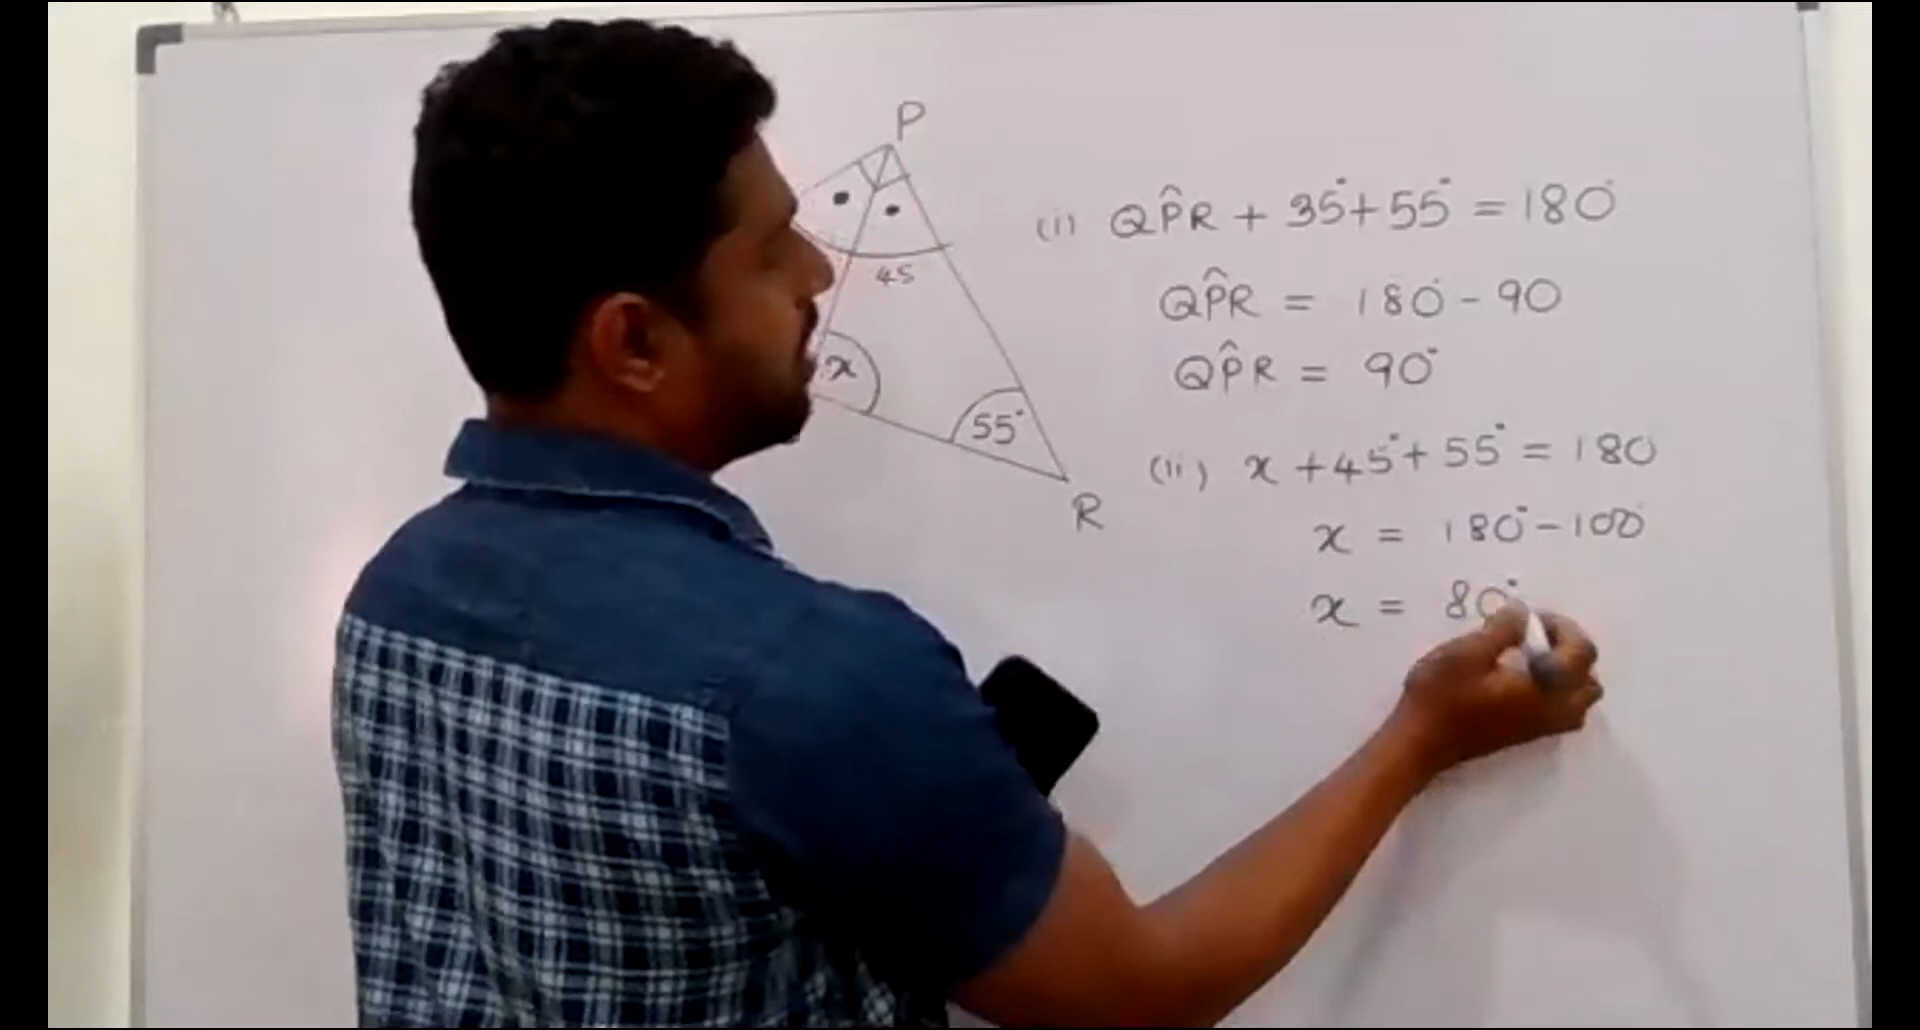 P
45
x
55°
R
(i) QP̂R + 35° + 55° = 180°
QP̂R = 180° - 90
QP̂R = 90°
(ii) x + 45° + 55° = 180
x = 180° - 100°
x = 80°